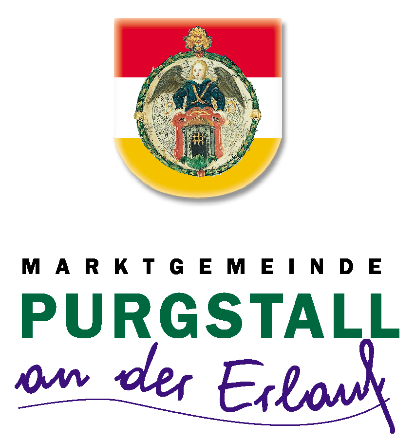 MARKTGEMEINDE
PURGSTALL
an der Erlauf